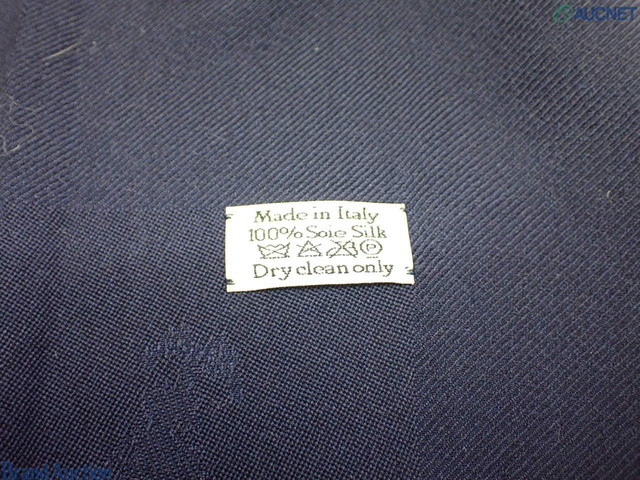 AUCNET
Made in Italy
100% Soie Silk
P
Dry clean only
Brand Auction